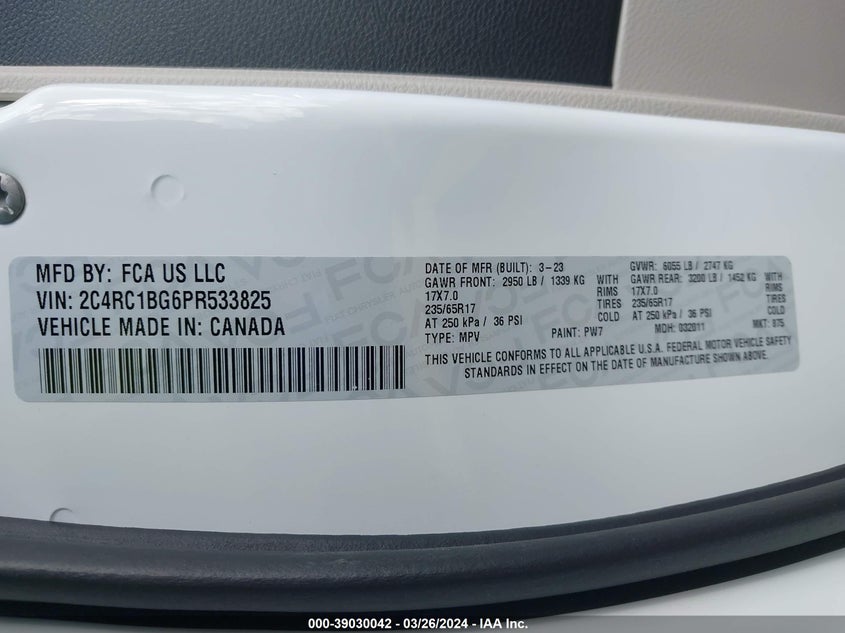 MFD BY: FCA US LLC
VIN: 2C4RC1BG6PR533825
VEHICLE MADE IN: CANADA
DATE OF MFR (BUILT): 3-23 GVWR: 6055 LB / 2747 KG
GAWR FRONT: 2950 LB / 1339 KG WITH GAWR REAR: 3200 LB / 1452 KG WITH
17X7.0 RIMS 17X7.0 RIMS
235/65R17 TIRES 235/65R17 TIRES
AT 250 kPa / 36 PSI COLD AT 250 kPa / 36 PSI COLD
TYPE: MPV PAINT: PW7 MDH: 032011 MKT: 875
THIS VEHICLE CONFORMS TO ALL APPLICABLE U.S.A. FEDERAL MOTOR VEHICLE SAFETY
STANDARDS IN EFFECT ON THE DATE OF MANUFACTURE SHOWN ABOVE.
000-39030042 - 03/26/2024 - IAA Inc.